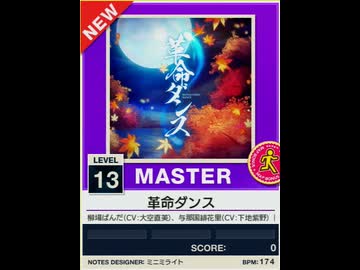 NEW
革命ダンス
LEVEL
13
MASTER
革命ダンス
柳場ぱんだ(CV:大空直美)、与那国緋花里(CV:下地紫野)
SCORE: 0
NOTES DESIGNER: ミニミライト BPM:174